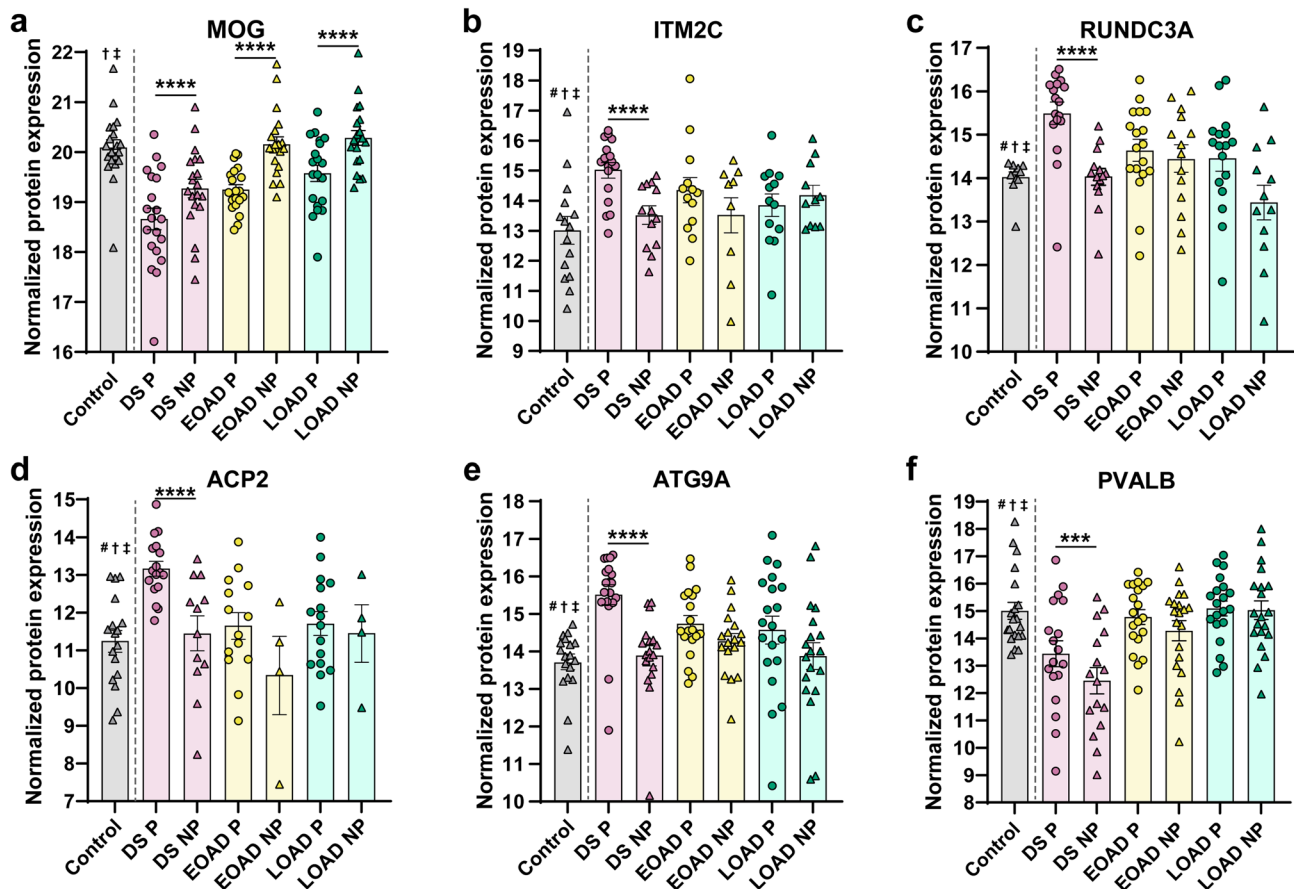 a
MOG
Normalized protein expression
22
21
20
19
18
17
16
†‡
****
****
****
Control
DS P
DS NP
EOAD P
EOAD NP
LOAD P
LOAD NP
b
ITM2C
Normalized protein expression
19
18
17
16
15
14
13
12
11
10
9
#†‡
****
Control
DS P
DS NP
EOAD P
EOAD NP
LOAD P
LOAD NP
c
RUNDC3A
Normalized protein expression
16
15
14
13
12
11
10
#†‡
****
Control
DS P
DS NP
EOAD P
EOAD NP
LOAD P
LOAD NP
d
ACP2
Normalized protein expression
15
14
13
12
11
10
9
8
7
#†‡
****
Control
DS P
DS NP
EOAD P
EOAD NP
LOAD P
LOAD NP
e
ATG9A
Normalized protein expression
18
17
16
15
14
13
12
11
10
#†‡
****
Control
DS P
DS NP
EOAD P
EOAD NP
LOAD P
LOAD NP
f
PVALB
Normalized protein expression
19
18
17
16
15
14
13
12
11
10
9
8
#†‡
***
Control
DS P
DS NP
EOAD P
EOAD NP
LOAD P
LOAD NP